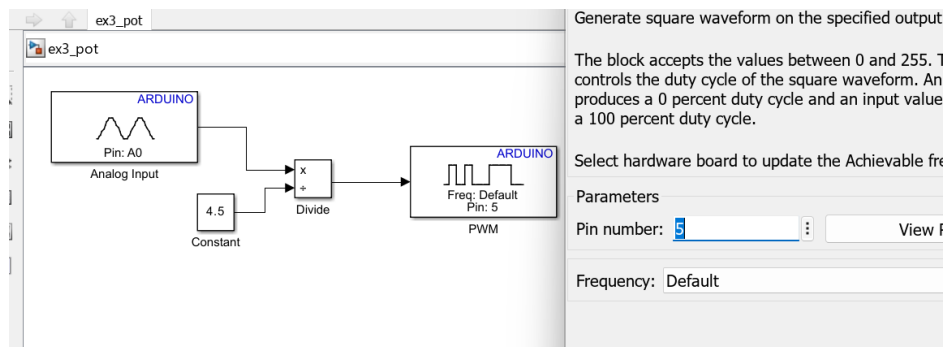 ex3_pot
ex3_pot
ARDUINO
Pin: A0
Analog Input
4.5
Constant
x
÷
Divide
ARDUINO
Freq: Default
Pin: 5
PWM
Generate square waveform on the specified output
The block accepts the values between 0 and 255.
controls the duty cycle of the square waveform. An
produces a 0 percent duty cycle and an input value
a 100 percent duty cycle.
Select hardware board to update the Achievable
Parameters
Pin number: 5
View
Frequency: Default